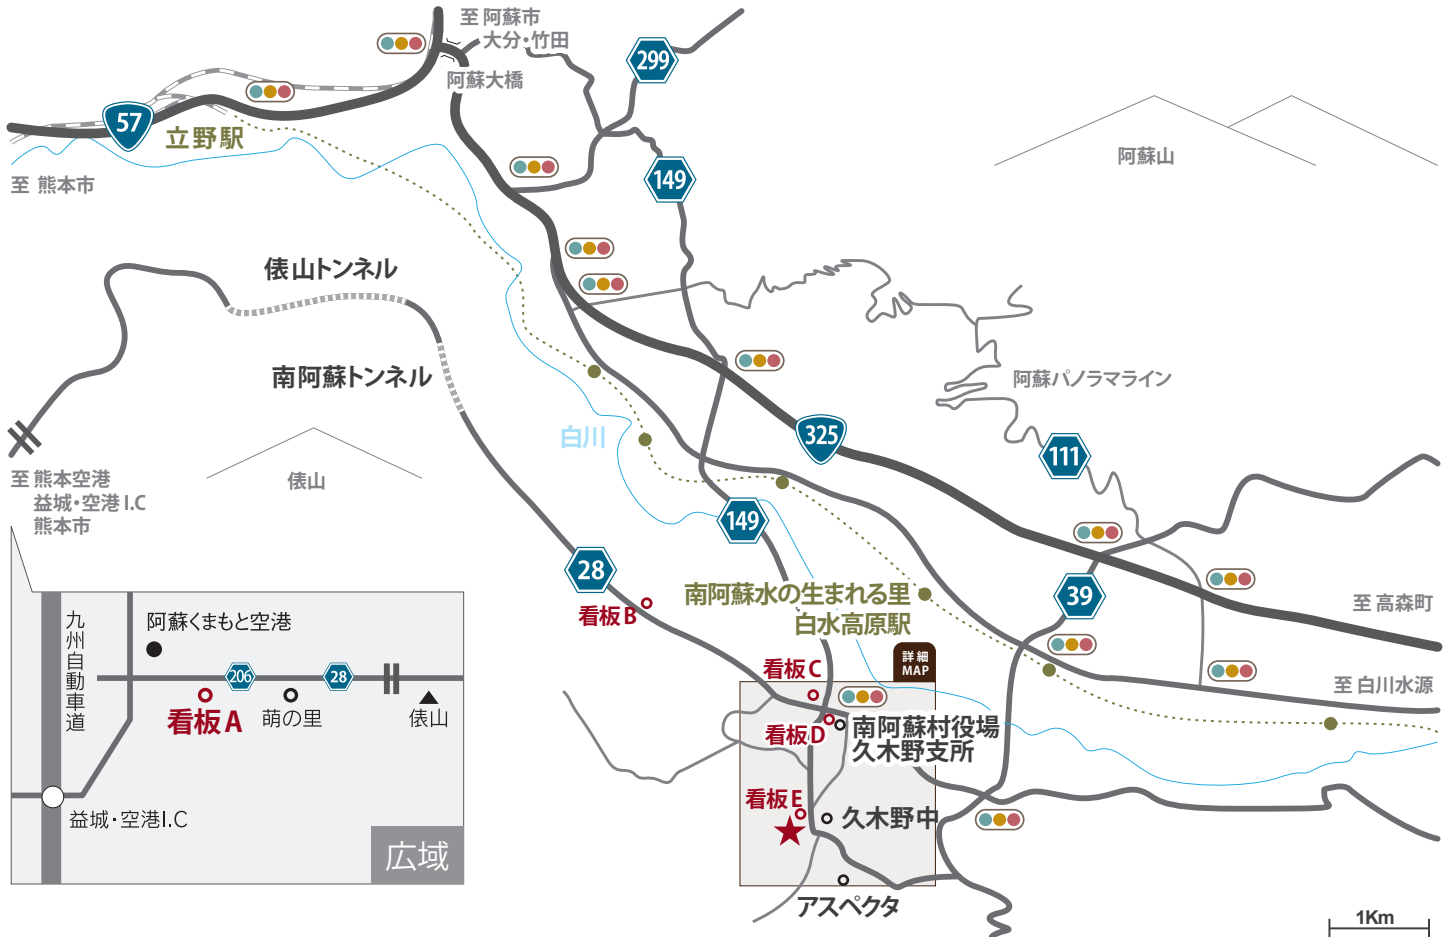 至 阿蘇市
大分・竹田
阿蘇大橋
299
57
立野駅
至 熊本市
149
阿蘇山
俵山トンネル
南阿蘇トンネル
阿蘇パノラマライン
白川
325
111
至 熊本空港
益城・空港 I.C
熊本市
俵山
149
28
看板 B
南阿蘇水の生まれる里
白水高原駅
39
至 高森町
詳細
MAP
看板 C
至 白川水源
看板 D
南阿蘇村役場
久木野支所
看板 E
久木野中
アスペクタ
九州自動車道
阿蘇くまもと空港
206
28
看板 A
萌の里
俵山
益城・空港I.C
広域
1Km